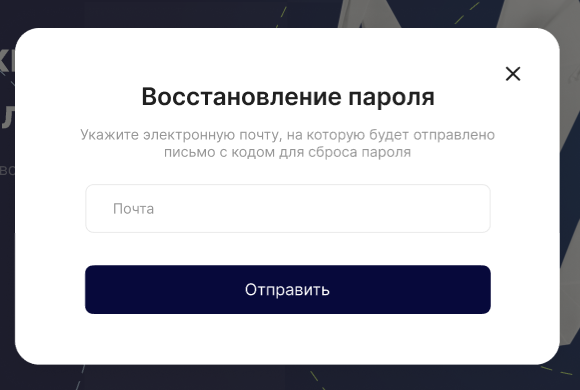 Восстановление пароля
Укажите электронную почту, на которую будет отправлено
письмо с кодом для сброса пароля
Почта
Отправить